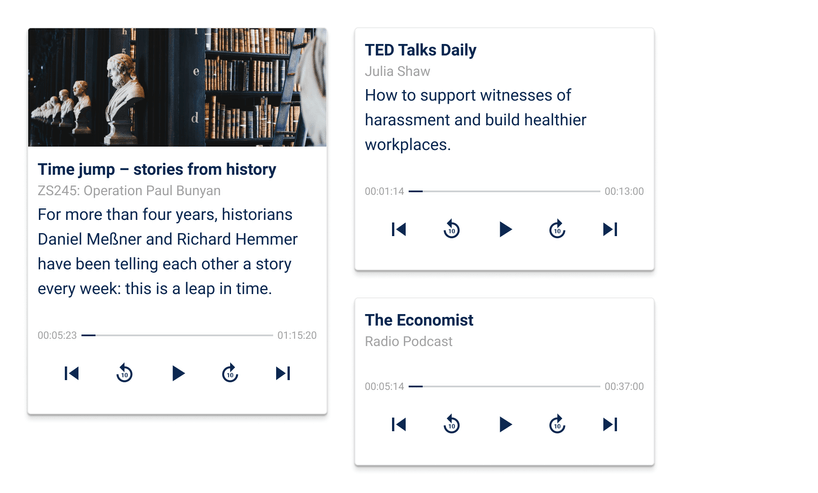 h
l
e
d
Time jump – stories from history
ZS245: Operation Paul Bunyan
For more than four years, historians
Daniel Meßner and Richard Hemmer
have been telling each other a story
every week: this is a leap in time.
00:05:23 01:15:20
10 10
TED Talks Daily
Julia Shaw
How to support witnesses of
harassment and build healthier
workplaces.
00:01:14 00:13:00
10 10
The Economist
Radio Podcast
00:05:14 00:37:00
10 10